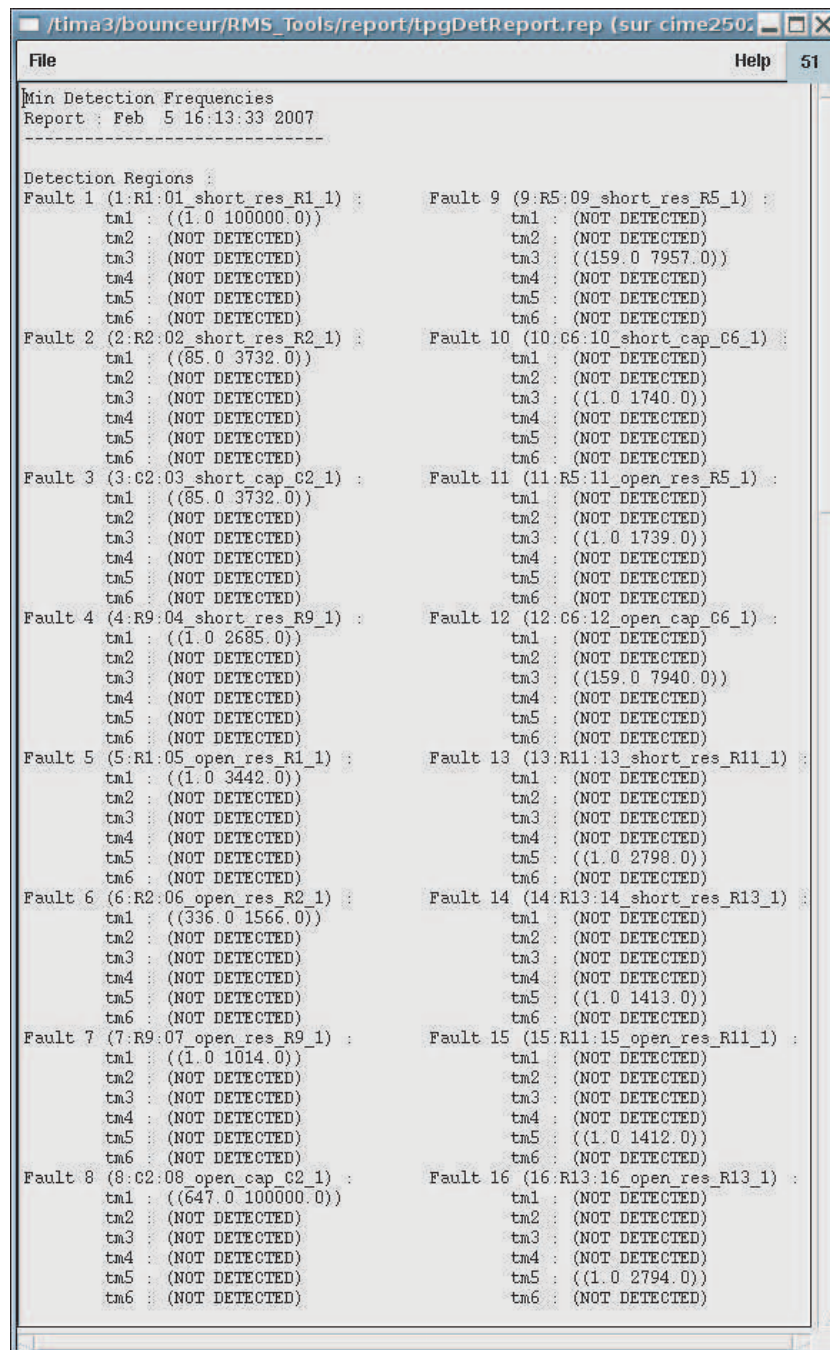 /tima3/bounceur/RMS_Tools/report/tpgDetReport.rep (sur cime250
File Help 51
Min Detection Frequencies
Report : Feb 5 16:13:33 2007
------------------------------
Detection Regions :
Fault 1 (1:R1:01_short_res_R1_1) :
tm1 : ((1.0 100000.0))
tm2 : (NOT DETECTED)
tm3 : (NOT DETECTED)
tm4 : (NOT DETECTED)
tm5 : (NOT DETECTED)
tm6 : (NOT DETECTED)
Fault 2 (2:R2:02_short_res_R2_1) :
tm1 : ((85.0 3732.0))
tm2 : (NOT DETECTED)
tm3 : (NOT DETECTED)
tm4 : (NOT DETECTED)
tm5 : (NOT DETECTED)
tm6 : (NOT DETECTED)
Fault 3 (3:C2:03_short_cap_C2_1) :
tm1 : ((85.0 3732.0))
tm2 : (NOT DETECTED)
tm3 : (NOT DETECTED)
tm4 : (NOT DETECTED)
tm5 : (NOT DETECTED)
tm6 : (NOT DETECTED)
Fault 4 (4:R9:04_short_res_R9_1) :
tm1 : ((1.0 2685.0))
tm2 : (NOT DETECTED)
tm3 : (NOT DETECTED)
tm4 : (NOT DETECTED)
tm5 : (NOT DETECTED)
tm6 : (NOT DETECTED)
Fault 5 (5:R1:05_open_res_R1_1) :
tm1 : ((1.0 3442.0))
tm2 : (NOT DETECTED)
tm3 : (NOT DETECTED)
tm4 : (NOT DETECTED)
tm5 : (NOT DETECTED)
tm6 : (NOT DETECTED)
Fault 6 (6:R2:06_open_res_R2_1) :
tm1 : ((336.0 1566.0))
tm2 : (NOT DETECTED)
tm3 : (NOT DETECTED)
tm4 : (NOT DETECTED)
tm5 : (NOT DETECTED)
tm6 : (NOT DETECTED)
Fault 7 (7:R9:07_open_res_R9_1) :
tm1 : ((1.0 1014.0))
tm2 : (NOT DETECTED)
tm3 : (NOT DETECTED)
tm4 : (NOT DETECTED)
tm5 : (NOT DETECTED)
tm6 : (NOT DETECTED)
Fault 8 (8:C2:08_open_cap_C2_1) :
tm1 : ((647.0 100000.0))
tm2 : (NOT DETECTED)
tm3 : (NOT DETECTED)
tm4 : (NOT DETECTED)
tm5 : (NOT DETECTED)
tm6 : (NOT DETECTED)
Fault 9 (9:R5:09_short_res_R5_1) :
tm1 : (NOT DETECTED)
tm2 : (NOT DETECTED)
tm3 : ((159.0 7957.0))
tm4 : (NOT DETECTED)
tm5 : (NOT DETECTED)
tm6 : (NOT DETECTED)
Fault 10 (10:C6:10_short_cap_C6_1) :
tm1 : (NOT DETECTED)
tm2 : (NOT DETECTED)
tm3 : ((1.0 1740.0))
tm4 : (NOT DETECTED)
tm5 : (NOT DETECTED)
tm6 : (NOT DETECTED)
Fault 11 (11:R5:11_open_res_R5_1) :
tm1 : (NOT DETECTED)
tm2 : (NOT DETECTED)
tm3 : ((1.0 1739.0))
tm4 : (NOT DETECTED)
tm5 : (NOT DETECTED)
tm6 : (NOT DETECTED)
Fault 12 (12:C6:12_open_cap_C6_1) :
tm1 : (NOT DETECTED)
tm2 : (NOT DETECTED)
tm3 : ((159.0 7940.0))
tm4 : (NOT DETECTED)
tm5 : (NOT DETECTED)
tm6 : (NOT DETECTED)
Fault 13 (13:R11:13_short_res_R11_1) :
tm1 : (NOT DETECTED)
tm2 : (NOT DETECTED)
tm3 : (NOT DETECTED)
tm4 : (NOT DETECTED)
tm5 : ((1.0 2798.0))
tm6 : (NOT DETECTED)
Fault 14 (14:R13:14_short_res_R13_1) :
tm1 : (NOT DETECTED)
tm2 : (NOT DETECTED)
tm3 : (NOT DETECTED)
tm4 : (NOT DETECTED)
tm5 : ((1.0 1413.0))
tm6 : (NOT DETECTED)
Fault 15 (15:R11:15_open_res_R11_1) :
tm1 : (NOT DETECTED)
tm2 : (NOT DETECTED)
tm3 : (NOT DETECTED)
tm4 : (NOT DETECTED)
tm5 : ((1.0 1412.0))
tm6 : (NOT DETECTED)
Fault 16 (16:R13:16_open_res_R13_1) :
tm1 : (NOT DETECTED)
tm2 : (NOT DETECTED)
tm3 : (NOT DETECTED)
tm4 : (NOT DETECTED)
tm5 : ((1.0 2794.0))
tm6 : (NOT DETECTED)